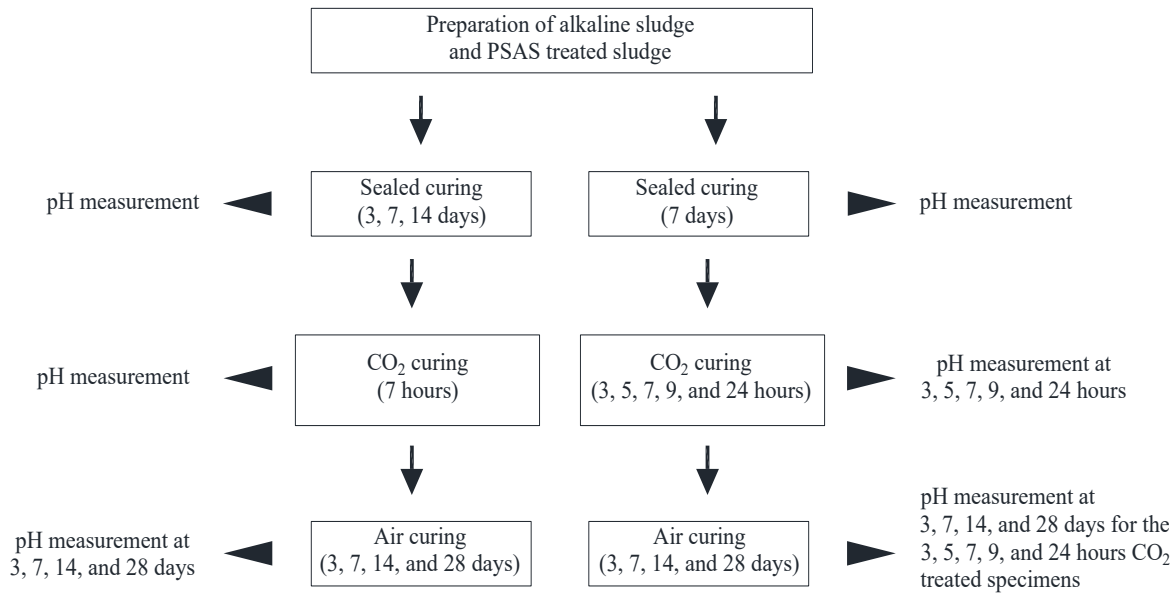 Preparation of alkaline sludge
and PSAS treated sludge
pH measurement
Sealed curing
(3, 7, 14 days)
Sealed curing
(7 days)
pH measurement
pH measurement
CO₂ curing
(7 hours)
CO₂ curing
(3, 5, 7, 9, and 24 hours)
pH measurement at
3, 5, 7, 9, and 24 hours
pH measurement at
3, 7, 14, and 28 days
Air curing
(3, 7, 14, and 28 days)
Air curing
(3, 7, 14, and 28 days)
pH measurement at
3, 7, 14, and 28 days for the
3, 5, 7, 9, and 24 hours CO₂
treated specimens